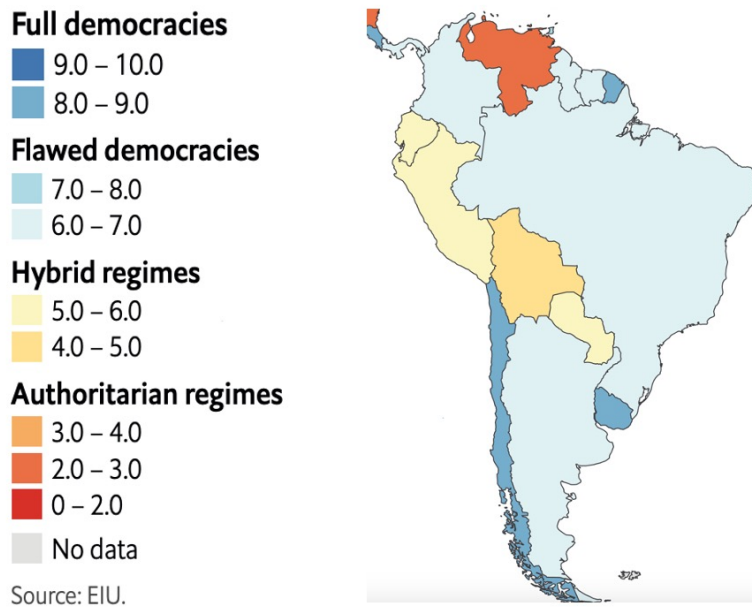 Full democracies
9.0 – 10.0
8.0 – 9.0
Flawed democracies
7.0 – 8.0
6.0 – 7.0
Hybrid regimes
5.0 – 6.0
4.0 – 5.0
Authoritarian regimes
3.0 – 4.0
2.0 – 3.0
0 – 2.0
No data
Source: EIU.